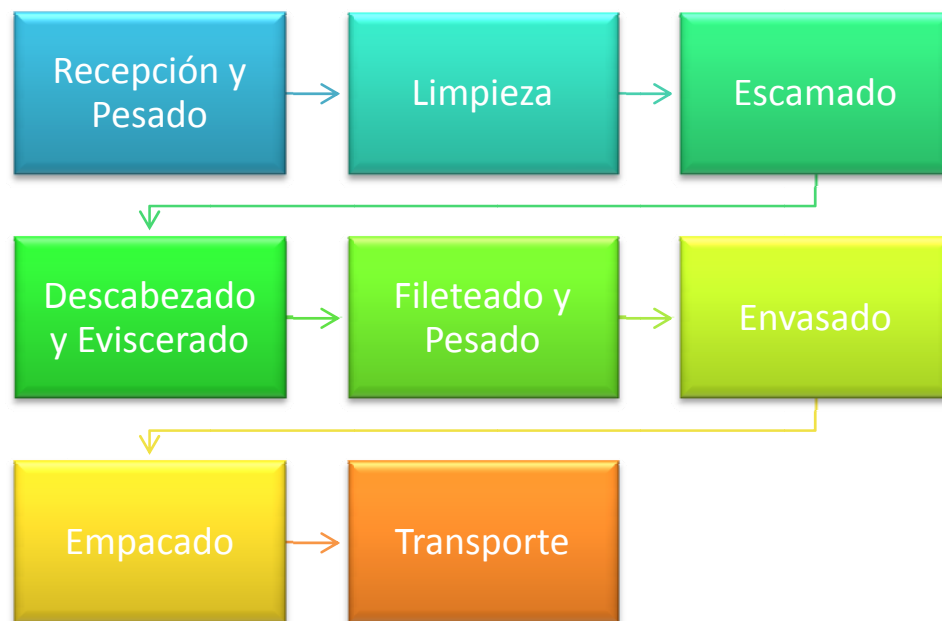 Recepción y
Pesado
Limpieza
Escamado
Descabezado
y Eviscerado
Fileteado y
Pesado
Envasado
Empacado
Transporte